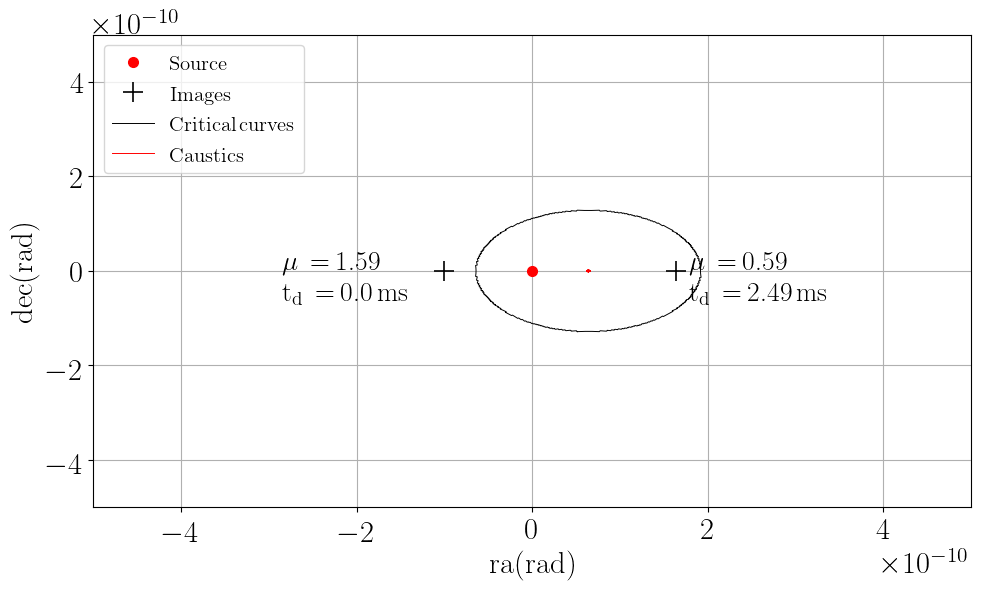 ×10⁻¹⁰
Source
Images
Critical curves
Caustics
4
2
0
−2
−4
dec(rad)
μ = 1.59
t_d = 0.0 ms
μ = 0.59
t_d = 2.49 ms
−4
−2
0
2
4
ra(rad)
×10⁻¹⁰